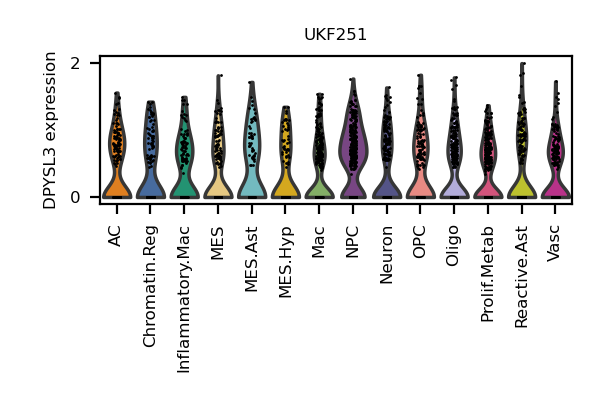 UKF251
DPYSL3 expression
2
0
AC
Chromatin.Reg
Inflammatory.Mac
MES
MES.Ast
MES.Hyp
Mac
NPC
Neuron
OPC
Oligo
Prolif.Metab
Reactive.Ast
Vasc